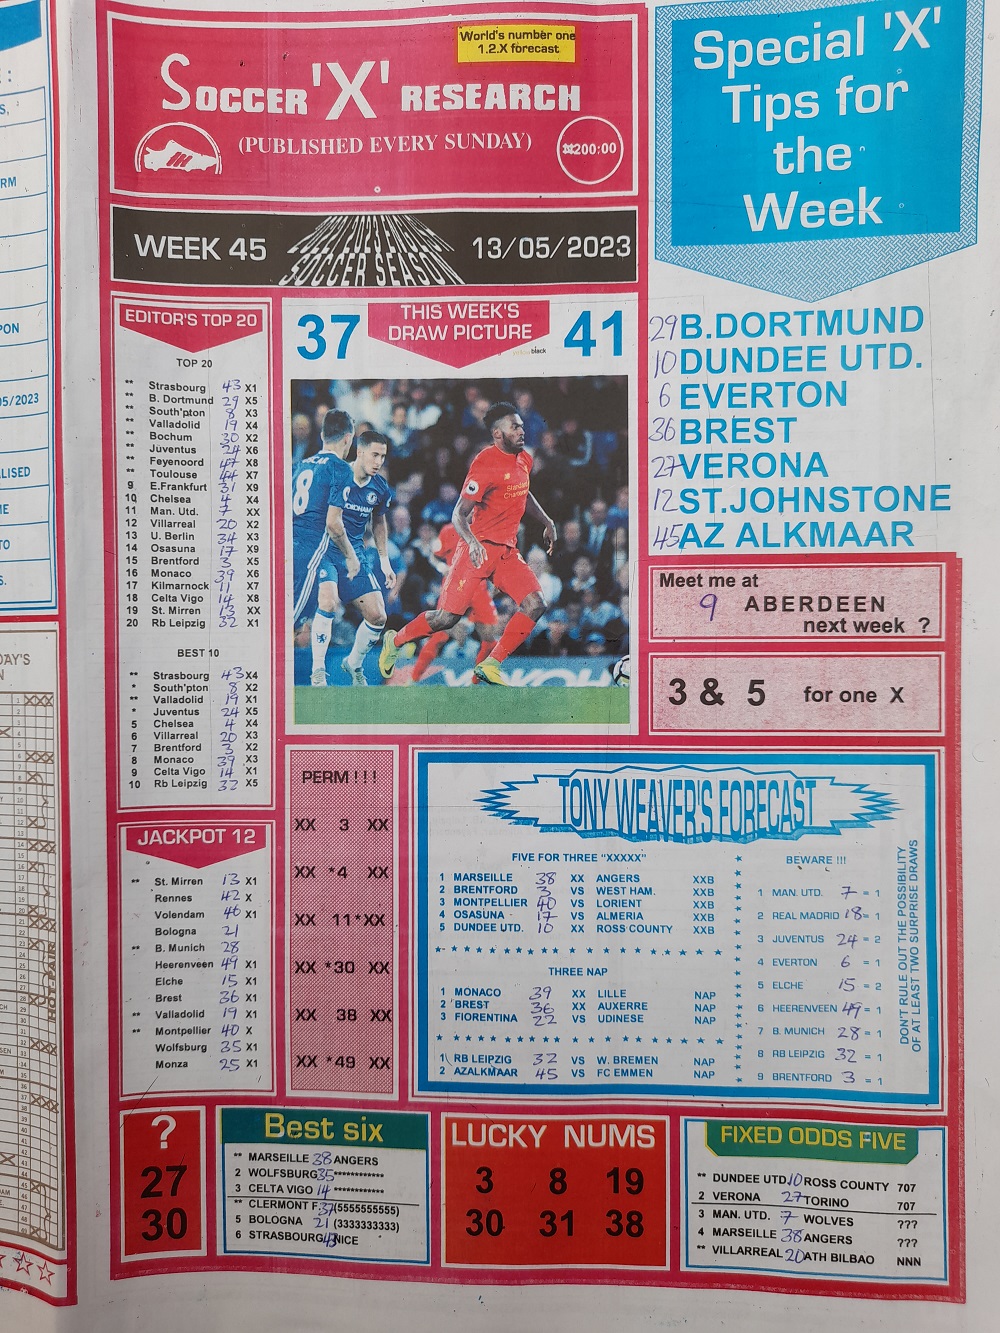 World's number one
1.2.X forecast
SOCCER 'X' RESEARCH
(PUBLISHED EVERY SUNDAY)
₦200:00
WEEK 45
SOCCER SEASON
13/05/2023
Special 'X'
Tips for
the
Week
29 B.DORTMUND
10 DUNDEE UTD.
6 EVERTON
36 BREST
27 VERONA
12 ST.JOHNSTONE
45 AZ ALKMAAR
Meet me at
9 ABERDEEN
next week ?
3 & 5 for one X
EDITOR'S TOP 20
TOP 20
** Strasbourg 43 X1
** B. Dortmund 29 X5
** South'pton 8 X3
** Valladolid 19 X4
** Bochum 30 X2
** Juventus 24 X6
** Feyenoord 47 X8
** Toulouse 44 X7
9 E.Frankfurt 31 X9
10 Chelsea 4 X4
11 Man. Utd. 7 XX
12 Villarreal 20 X2
13 U. Berlin 34 X3
14 Osasuna 17 X9
15 Brentford 3 X5
16 Monaco 39 X6
17 Kilmarnock 11 X7
18 Celta Vigo 14 X8
19 St. Mirren 13 XX
20 Rb Leipzig 32 X1
BEST 10
** Strasbourg 43 X4
* South'pton 8 X2
** Valladolid 19 X1
* Juventus 24 X5
5 Chelsea 4 X4
6 Villarreal 20 X3
7 Brentford 3 X2
8 Monaco 39 X3
9 Celta Vigo 14 X1
10 Rb Leipzig 32 X5
37
THIS WEEK'S
DRAW PICTURE
41
black
8
Standard
Chartered
YOKOHAMA
JACKPOT 12
** St. Mirren 13 X1
Rennes 42 X
Volendam 46 X1
Bologna 21
** B. Munich 28
Heerenveen 49 X1
Elche 15 X1
Brest 36 X1
** Valladolid 19 X1
** Montpellier 40 X
Wolfsburg 35 X1
Monza 25 X1
PERM ! ! !
XX 3 XX
XX *4 XX
XX 11* XX
XX *30 XX
XX 38 XX
XX *49 XX
TONY WEAVER'S FORECAST
FIVE FOR THREE "XXXXX"
1 MARSEILLE 38 XX ANGERS XXB
2 BRENTFORD 3 VS WEST HAM. XXB
3 MONTPELLIER 40 VS LORIENT XXB
4 OSASUNA 17 VS ALMERIA XXB
5 DUNDEE UTD. 10 XX ROSS COUNTY XXB
THREE NAP
1 MONACO 39 XX LILLE NAP
2 BREST 36 XX AUXERRE NAP
3 FIORENTINA 22 VS UDINESE NAP
1 RB LEIPZIG 32 VS W. BREMEN NAP
2 AZALKMAAR 45 VS FC EMMEN NAP
BEWARE !!!
1 MAN. UTD. 7 = 1
2 REAL MADRID 18 = 1
3 JUVENTUS 24 = 2
4 EVERTON 6 = 1
5 ELCHE 15 = 2
6 HEERENVEEN 49 = 1
7 B. MUNICH 28 = 1
8 RB LEIPZIG 32 = 1
9 BRENTFORD 3 = 1
DON'T RULE OUT THE POSSIBILITY
OF AT LEAST TWO SURPRISE DRAWS
?
27
30
Best six
** MARSEILLE 38 ANGERS
2 WOLFSBURG 35 ************
3 CELTA VIGO 14 ************
** CLERMONT F. 37 (5555555555)
5 BOLOGNA 21 (3333333333)
6 STRASBOURG 43 NICE
LUCKY NUMS
3 8 19
30 31 38
FIXED ODDS FIVE
** DUNDEE UTD 10 ROSS COUNTY 707
2 VERONA 27 TORINO 707
3 MAN. UTD. 7 WOLVES ???
4 MARSEILLE 38 ANGERS ???
** VILLARREAL 20 ATH BILBAO NNN